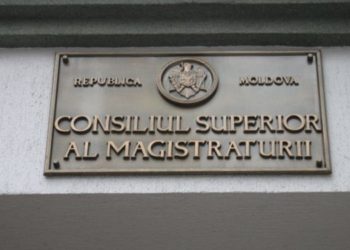 REPUBLICA MOLDOVA
CONSILIUL SUPERIOR
AL MAGISTRATURII